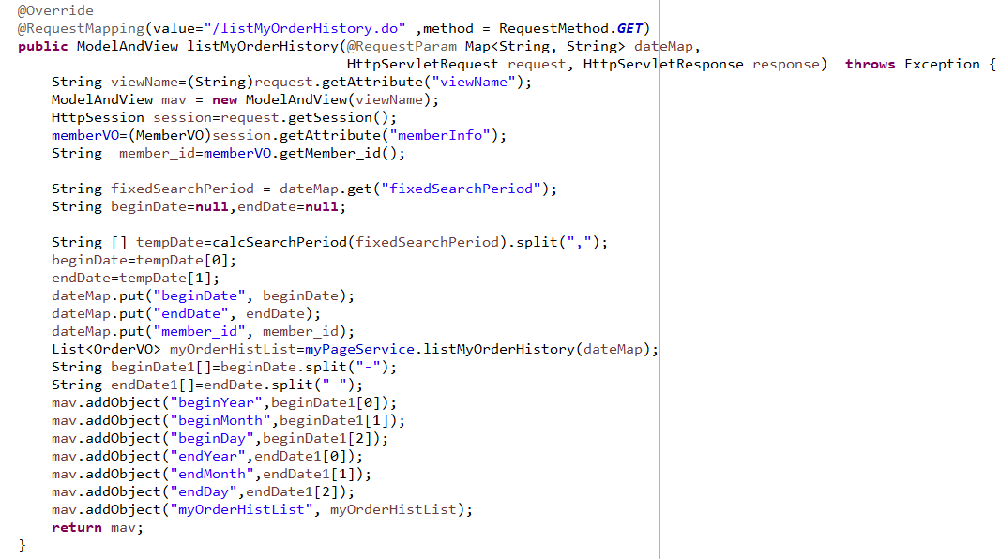 @Override
@RequestMapping(value="/listMyOrderHistory.do" ,method = RequestMethod.GET)
public ModelAndView listMyOrderHistory(@RequestParam Map<String, String> dateMap,
HttpServletRequest request, HttpServletResponse response)  throws Exception {
String viewName=(String)request.getAttribute("viewName");
ModelAndView mav = new ModelAndView(viewName);
HttpSession session=request.getSession();
memberVO=(MemberVO)session.getAttribute("memberInfo");
String  member_id=memberVO.getMember_id();
String fixedSearchPeriod = dateMap.get("fixedSearchPeriod");
String beginDate=null,endDate=null;
String [] tempDate=calcSearchPeriod(fixedSearchPeriod).split(",");
beginDate=tempDate[0];
endDate=tempDate[1];
dateMap.put("beginDate", beginDate);
dateMap.put("endDate", endDate);
dateMap.put("member_id", member_id);
List<OrderVO> myOrderHistList=myPageService.listMyOrderHistory(dateMap);
String beginDate1[]=beginDate.split("-");
String endDate1[]=endDate.split("-");
mav.addObject("beginYear",beginDate1[0]);
mav.addObject("beginMonth",beginDate1[1]);
mav.addObject("beginDay",beginDate1[2]);
mav.addObject("endYear",endDate1[0]);
mav.addObject("endMonth",endDate1[1]);
mav.addObject("endDay",endDate1[2]);
mav.addObject("myOrderHistList", myOrderHistList);
return mav;
}